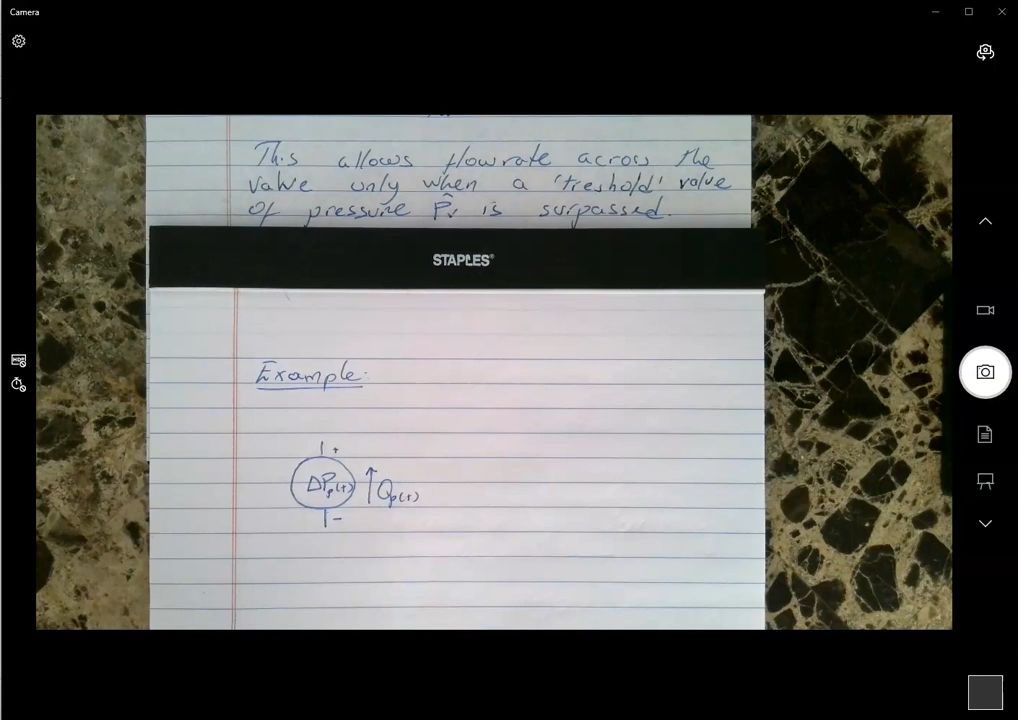 Camera
This allows flowrate across the
valve only when a 'treshold' value
of pressure P̂v is surpassed.
STAPLES®
Example:
+
ΔPp(t)
Qp(t)
-